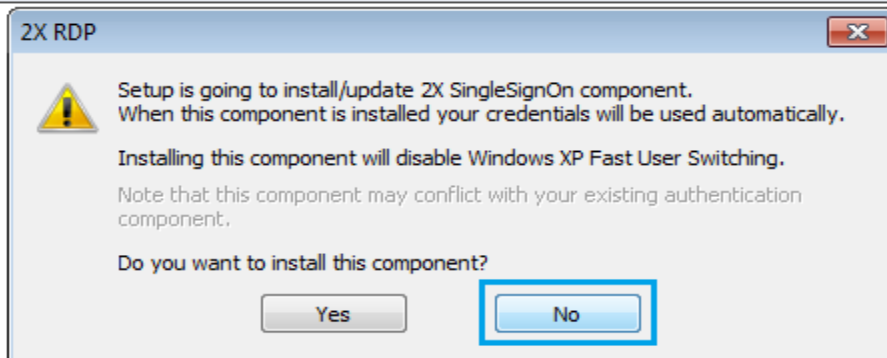 2X RDP
Setup is going to install/update 2X SingleSignOn component.
When this component is installed your credentials will be used automatically.
Installing this component will disable Windows XP Fast User Switching.
Note that this component may conflict with your existing authentication
component.
Do you want to install this component?
Yes No